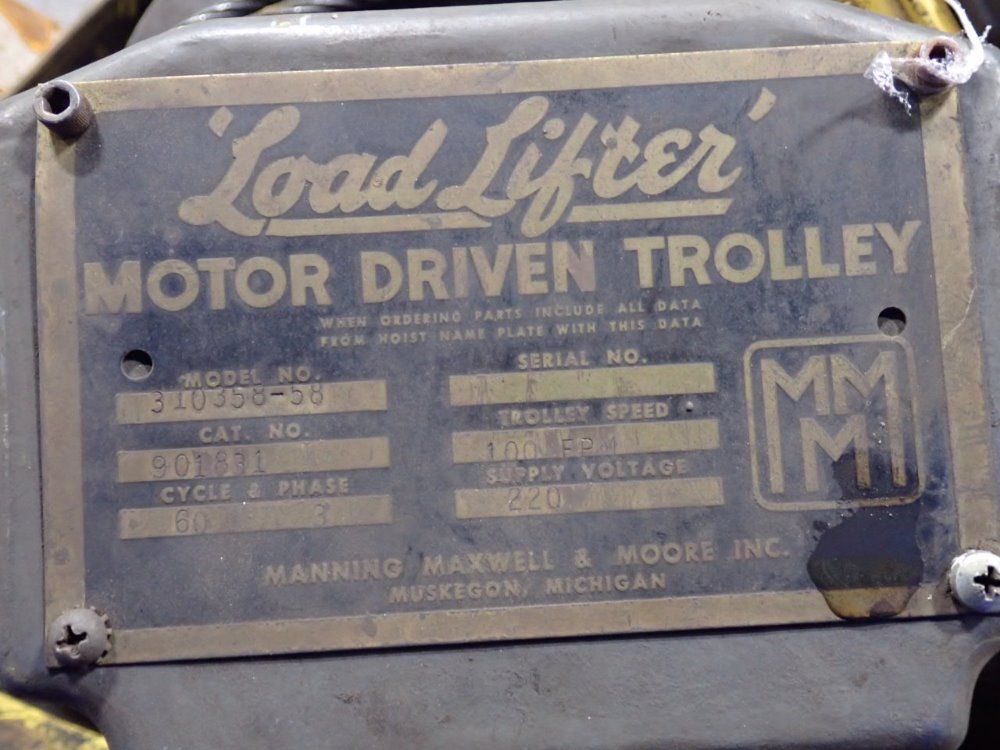 'Load Lifter'
MOTOR DRIVEN TROLLEY
WHEN ORDERING PARTS INCLUDE ALL DATA
FROM HOIST NAME PLATE WITH THIS DATA
MODEL NO.
310358-58
CAT. NO.
901831
CYCLE & PHASE
60 3
SERIAL NO.
TROLLEY SPEED
100 FPM
SUPPLY VOLTAGE
220
MM
M
MANNING MAXWELL & MOORE INC.
MUSKEGON, MICHIGAN